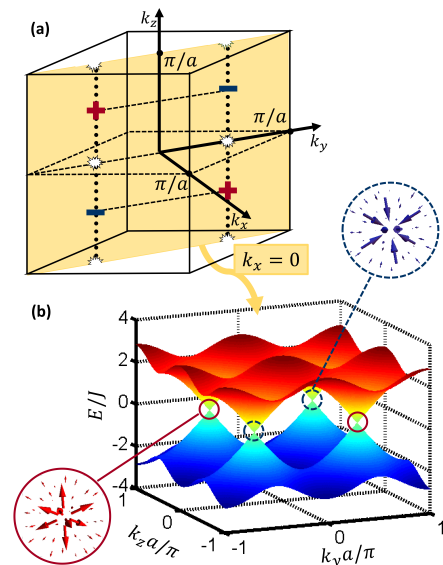 (a)
k_z
π/a
π/a
k_y
π/a
k_x
k_x = 0
(b)
4
2
0
-2
-4
E/J
1
0
-1
k_z a/π
-1
0
1
k_y a/π